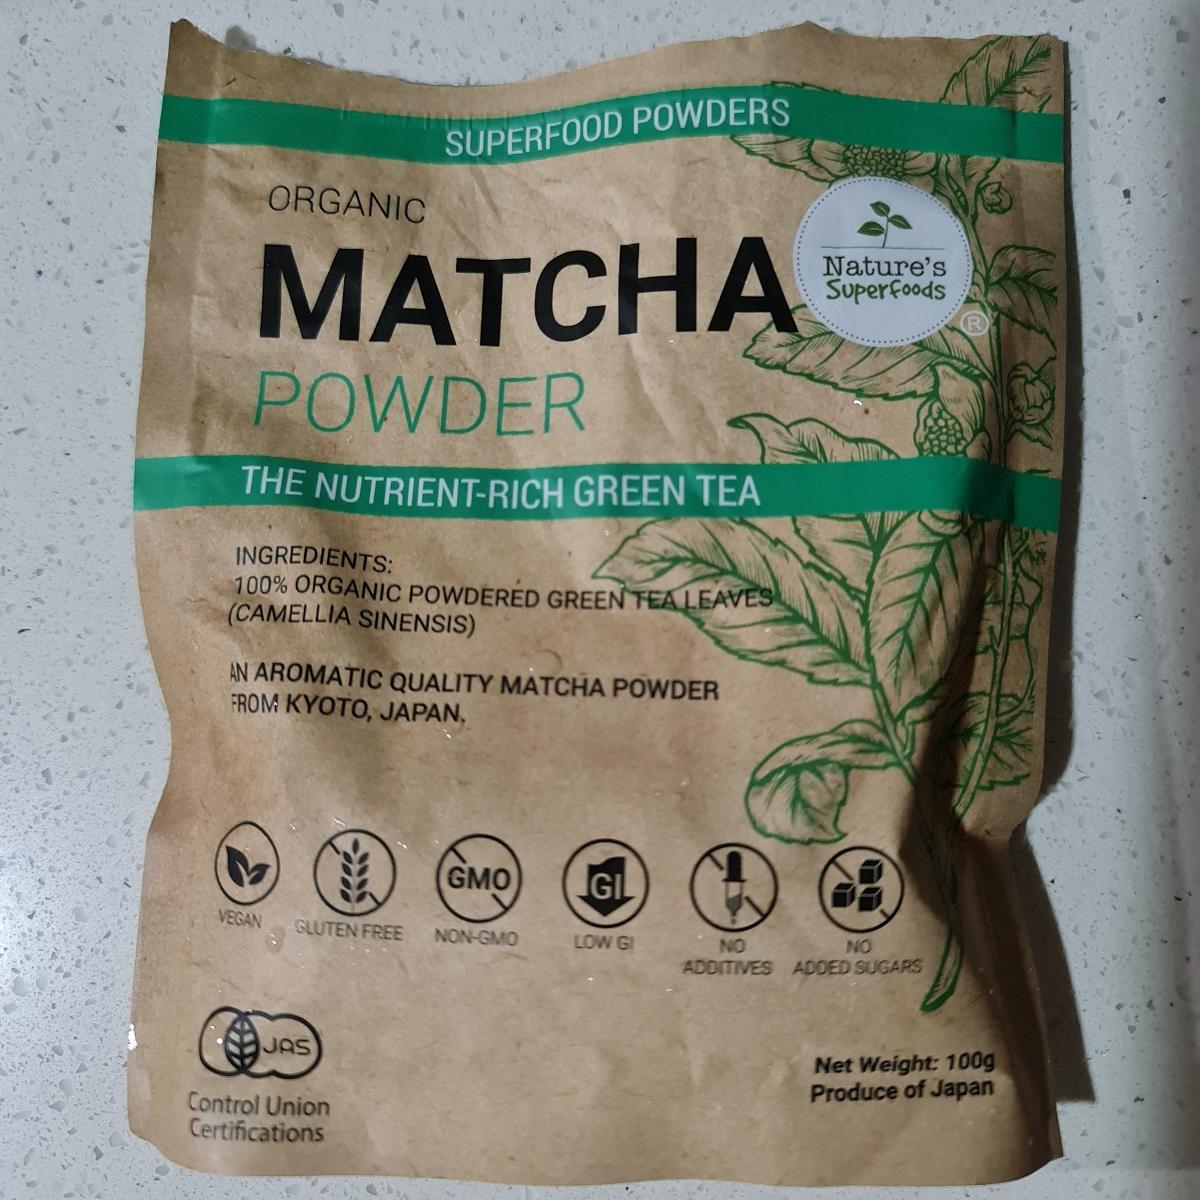 SUPERFOOD POWDERS
ORGANIC
MATCHA
POWDER
Nature's
Superfoods
®
THE NUTRIENT-RICH GREEN TEA
INGREDIENTS:
100% ORGANIC POWDERED GREEN TEA LEAVES
(CAMELLIA SINENSIS)
AN AROMATIC QUALITY MATCHA POWDER
FROM KYOTO, JAPAN.
GMO
GI
VEGAN
GLUTEN FREE
NON-GMO
LOW GI
NO
ADDITIVES
NO
ADDED SUGARS
JAS
Control Union
Certifications
Net Weight: 100g
Produce of Japan